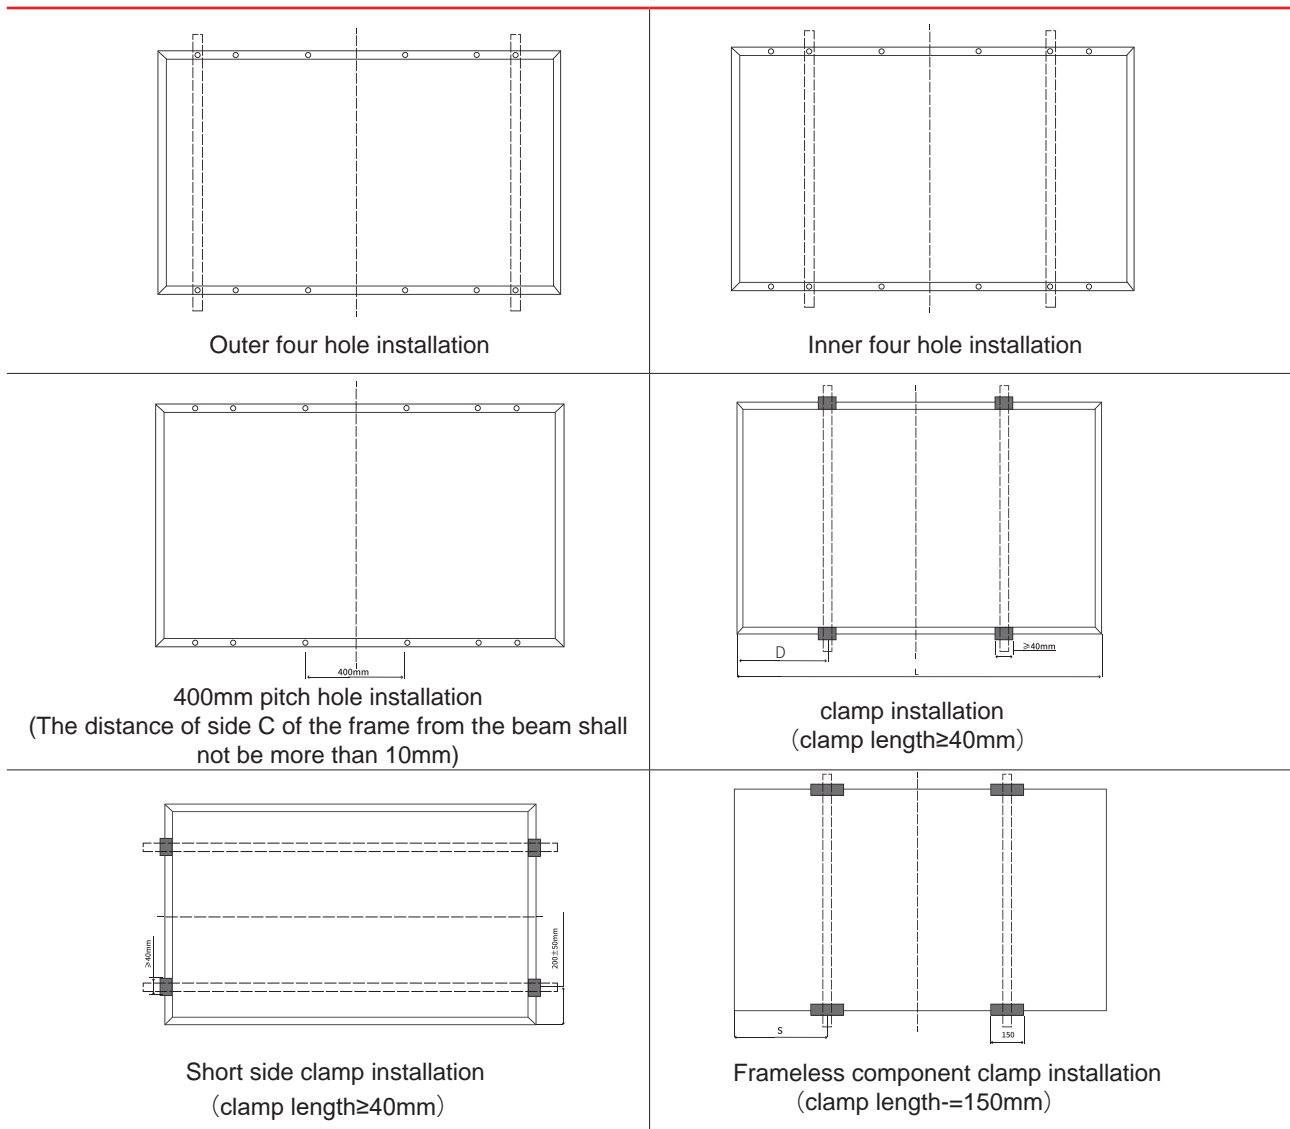 Outer four hole installation
Inner four hole installation
400mm
400mm pitch hole installation
(The distance of side C of the frame from the beam shall
not be more than 10mm)
D
≥40mm
L
clamp installation
（clamp length≥40mm）
≥40mm
200±50mm
Short side clamp installation
（clamp length≥40mm）
S
150
Frameless component clamp installation
（clamp length-=150mm）